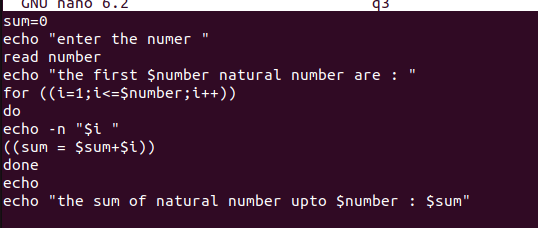 GNU nano 6.2 q3
sum=0
echo "enter the numer "
read number
echo "the first $number natural number are : "
for ((i=1;i<=$number;i++))
do
echo -n "$i "
((sum = $sum+$i))
done
echo
echo "the sum of natural number upto $number : $sum"